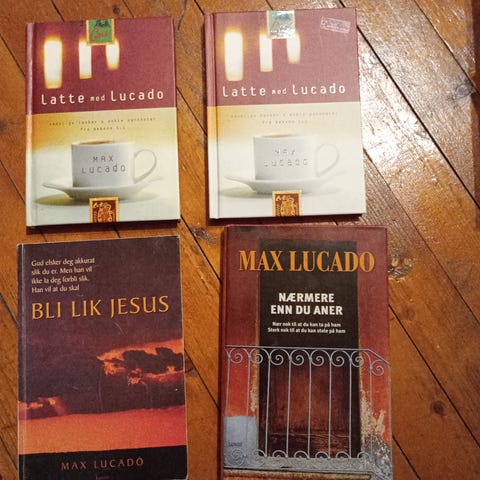 Latte med Lucado
MAX
LUCADO
Latte med Lucado
MAX
LUCADO
Gud elsker deg akkurat
slik du er. Men han vil
ikke la deg forbli slik.
Han vil at du skal
BLI LIK JESUS
MAX LUCADO
MAX LUCADO
NÆRMERE
ENN DU ANER
Nær nok til at du kan ta på ham
Sterk nok til at du kan stole på ham